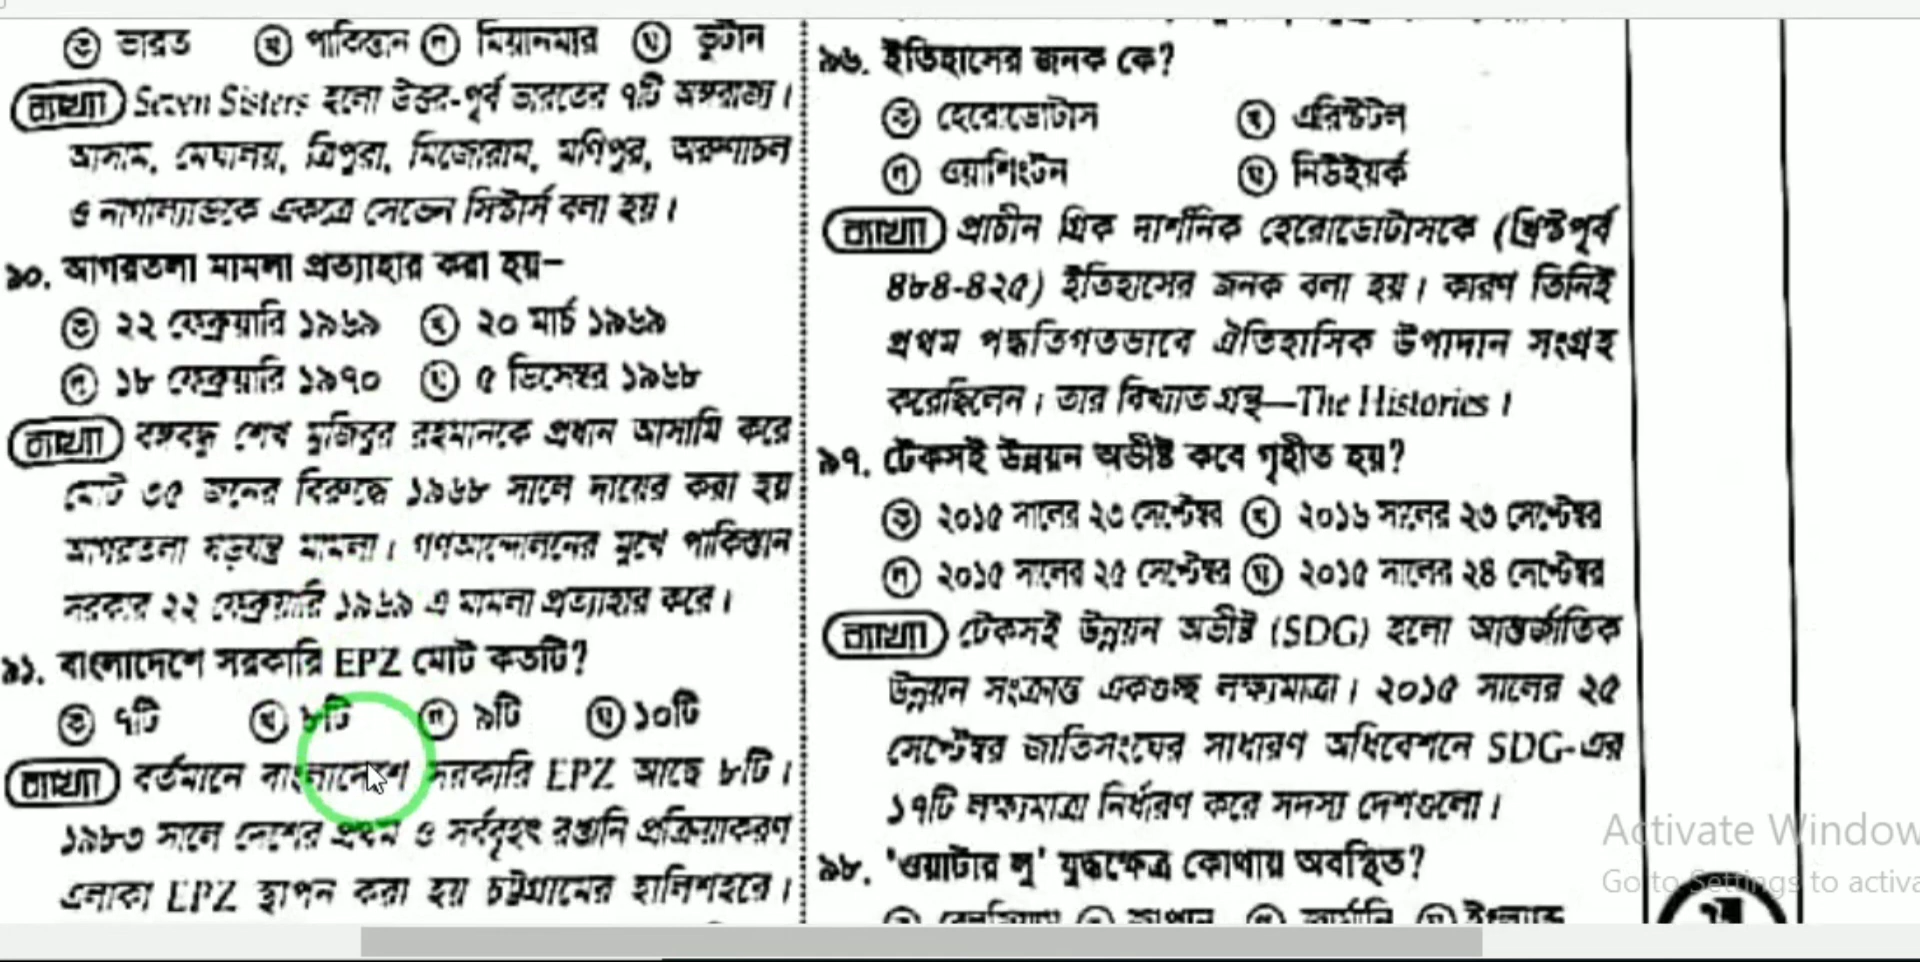 ক ভারত খ পাকিস্তান গ মিয়ানমার ঘ ভুটান
ব্যাখ্যা Seven Sisters হলো উত্তর-পূর্ব ভারতের ৭টি অঙ্গরাজ্য।
আসাম, মেঘালয়, ত্রিপুরা, মিজোরাম, মণিপুর, অরুণাচল
ও নাগাল্যান্ডকে একত্রে সেভেন সিস্টার্স বলা হয়।
৯০. আগরতলা মামলা প্রত্যাহার করা হয়–
ক ২২ ফেব্রুয়ারি ১৯৬৯ খ ২০ মার্চ ১৯৬৯
গ ১৮ ফেব্রুয়ারি ১৯৭০ ঘ ৫ ডিসেম্বর ১৯৬৮
ব্যাখ্যা বঙ্গবন্ধু শেখ মুজিবুর রহমানকে প্রধান আসামি করে
মোট ৩৫ জনের বিরুদ্ধে ১৯৬৮ সালে দায়ের করা হয়
আগরতলা ষড়যন্ত্র মামলা। গণআন্দোলনের মুখে পাকিস্তান
সরকার ২২ ফেব্রুয়ারি ১৯৬৯ এ মামলা প্রত্যাহার করে।
৯১. বাংলাদেশে সরকারি EPZ মোট কতটি?
ক ৭টি খ ৮টি গ ৯টি ঘ ১০টি
ব্যাখ্যা বর্তমানে বাংলাদেশে সরকারি EPZ আছে ৮টি।
১৯৮৩ সালে দেশের প্রথম ও সর্ববৃহৎ রপ্তানি প্রক্রিয়াকরণ
এলাকা EPZ স্থাপন করা হয় চট্টগ্রামের হালিশহরে।
৯৬. ইতিহাসের জনক কে?
ক হেরোডোটাস খ এরিস্টটল
গ ওয়াশিংটন ঘ নিউইয়র্ক
ব্যাখ্যা প্রাচীন গ্রিক দার্শনিক হেরোডোটাসকে (খ্রিস্টপূর্ব
৪৮৪-৪২৫) ইতিহাসের জনক বলা হয়। কারণ তিনিই
প্রথম পদ্ধতিগতভাবে ঐতিহাসিক উপাদান সংগ্রহ
করেছিলেন। তার বিখ্যাত গ্রন্থ—The Histories।
৯৭. টেকসই উন্নয়ন অভীষ্ট কবে গৃহীত হয়?
ক ২০১৫ সালের ২৩ সেপ্টেম্বর খ ২০১৬ সালের ২৩ সেপ্টেম্বর
গ ২০১৫ সালের ২৫ সেপ্টেম্বর ঘ ২০১৫ সালের ২৪ সেপ্টেম্বর
ব্যাখ্যা টেকসই উন্নয়ন অভীষ্ট (SDG) হলো আন্তর্জাতিক
উন্নয়ন সংক্রান্ত একগুচ্ছ লক্ষ্যমাত্রা। ২০১৫ সালের ২৫
সেপ্টেম্বর জাতিসংঘের সাধারণ অধিবেশনে SDG-এর
১৭টি লক্ষ্যমাত্রা নির্ধারণ করে সদস্য দেশগুলো।
৯৮. 'ওয়াটার লু' যুদ্ধক্ষেত্র কোথায় অবস্থিত?
ক বেলজিয়াম খ জাপান গ জার্মানি ঘ ইংল্যান্ড
Activate Window
Go to Settings to activa